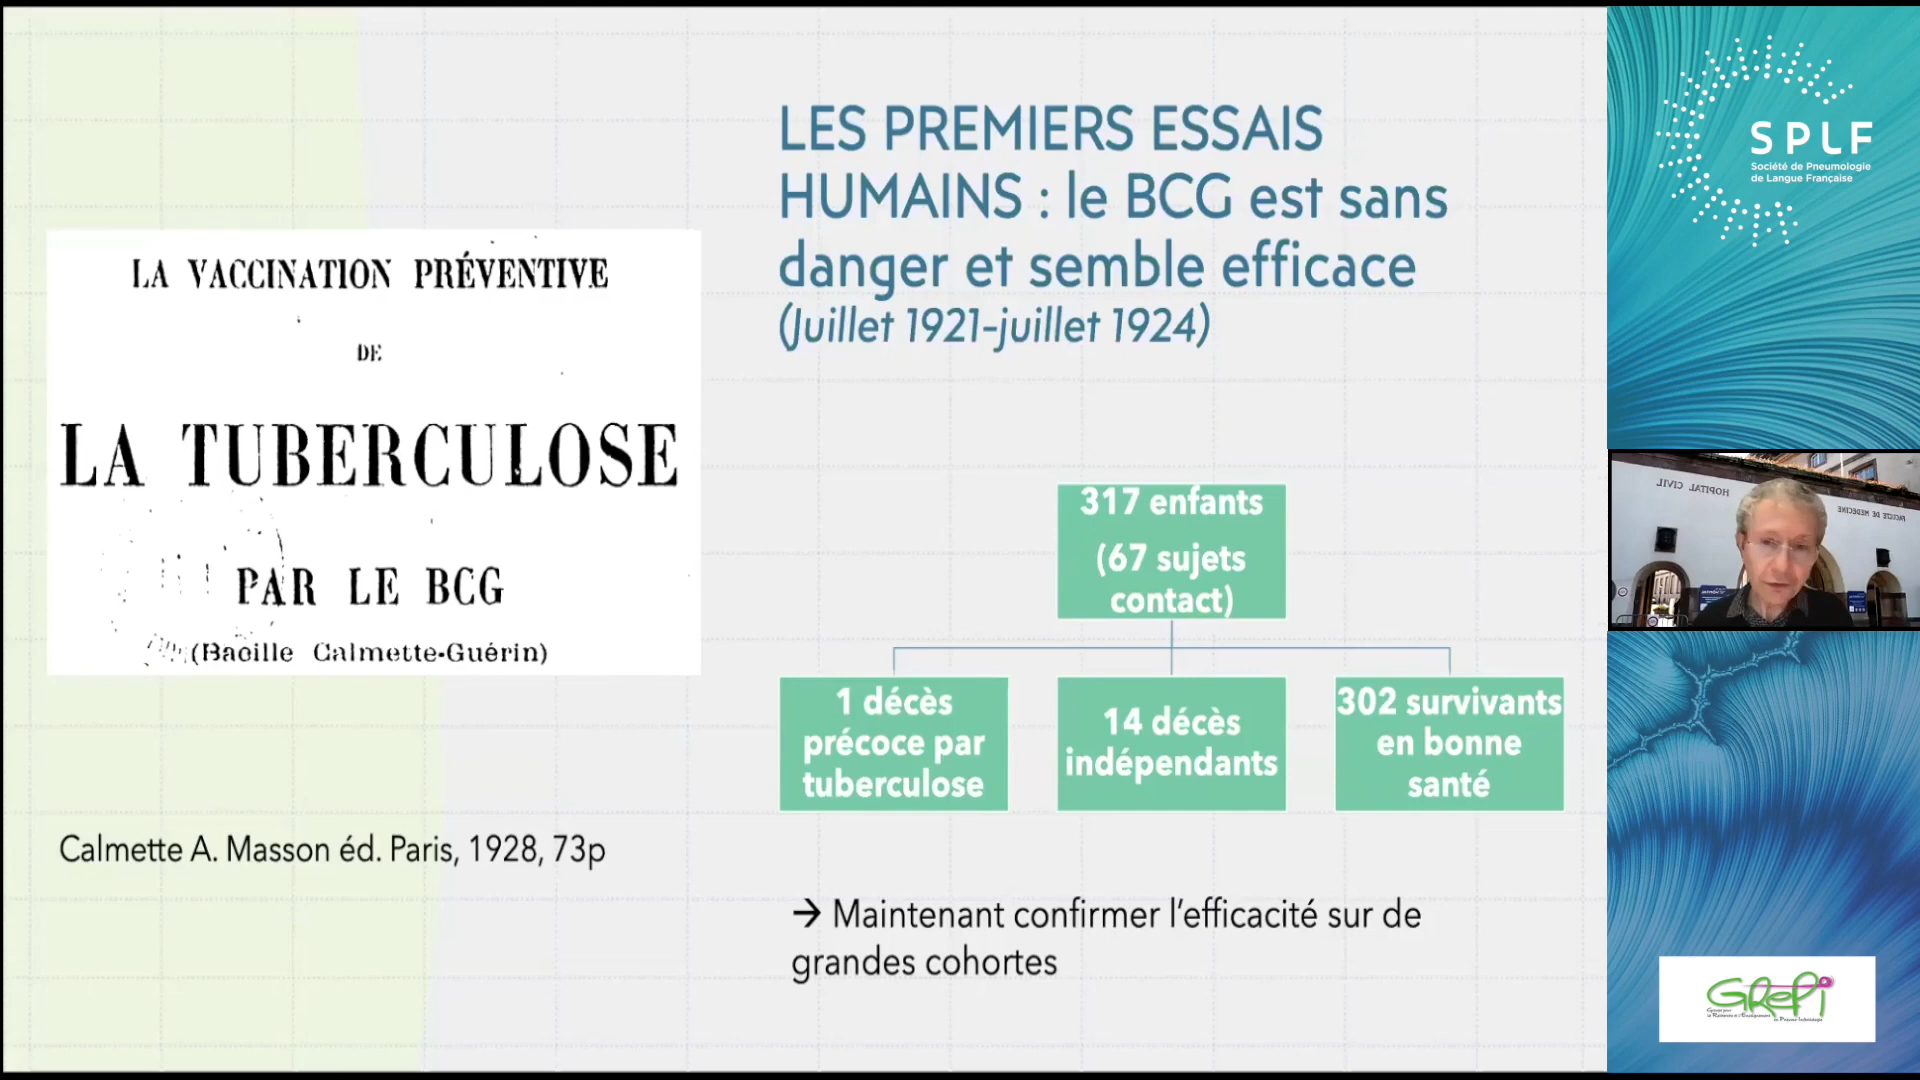 LA VACCINATION PRÉVENTIVE
DE
LA TUBERCULOSE
PAR LE BCG
(Bacille Calmette-Guérin)
Calmette A. Masson éd. Paris, 1928, 73p
LES PREMIERS ESSAIS
HUMAINS : le BCG est sans
danger et semble efficace
(Juillet 1921-juillet 1924)
317 enfants
(67 sujets
contact)
1 décès
précoce par
tuberculose
14 décès
indépendants
302 survivants
en bonne
santé
→ Maintenant confirmer l'efficacité sur de
grandes cohortes
SPLF
Société de Pneumologie
de Langue Française
HOPITAL CIVIL
FACULTE DE MEDECINE
GREPI